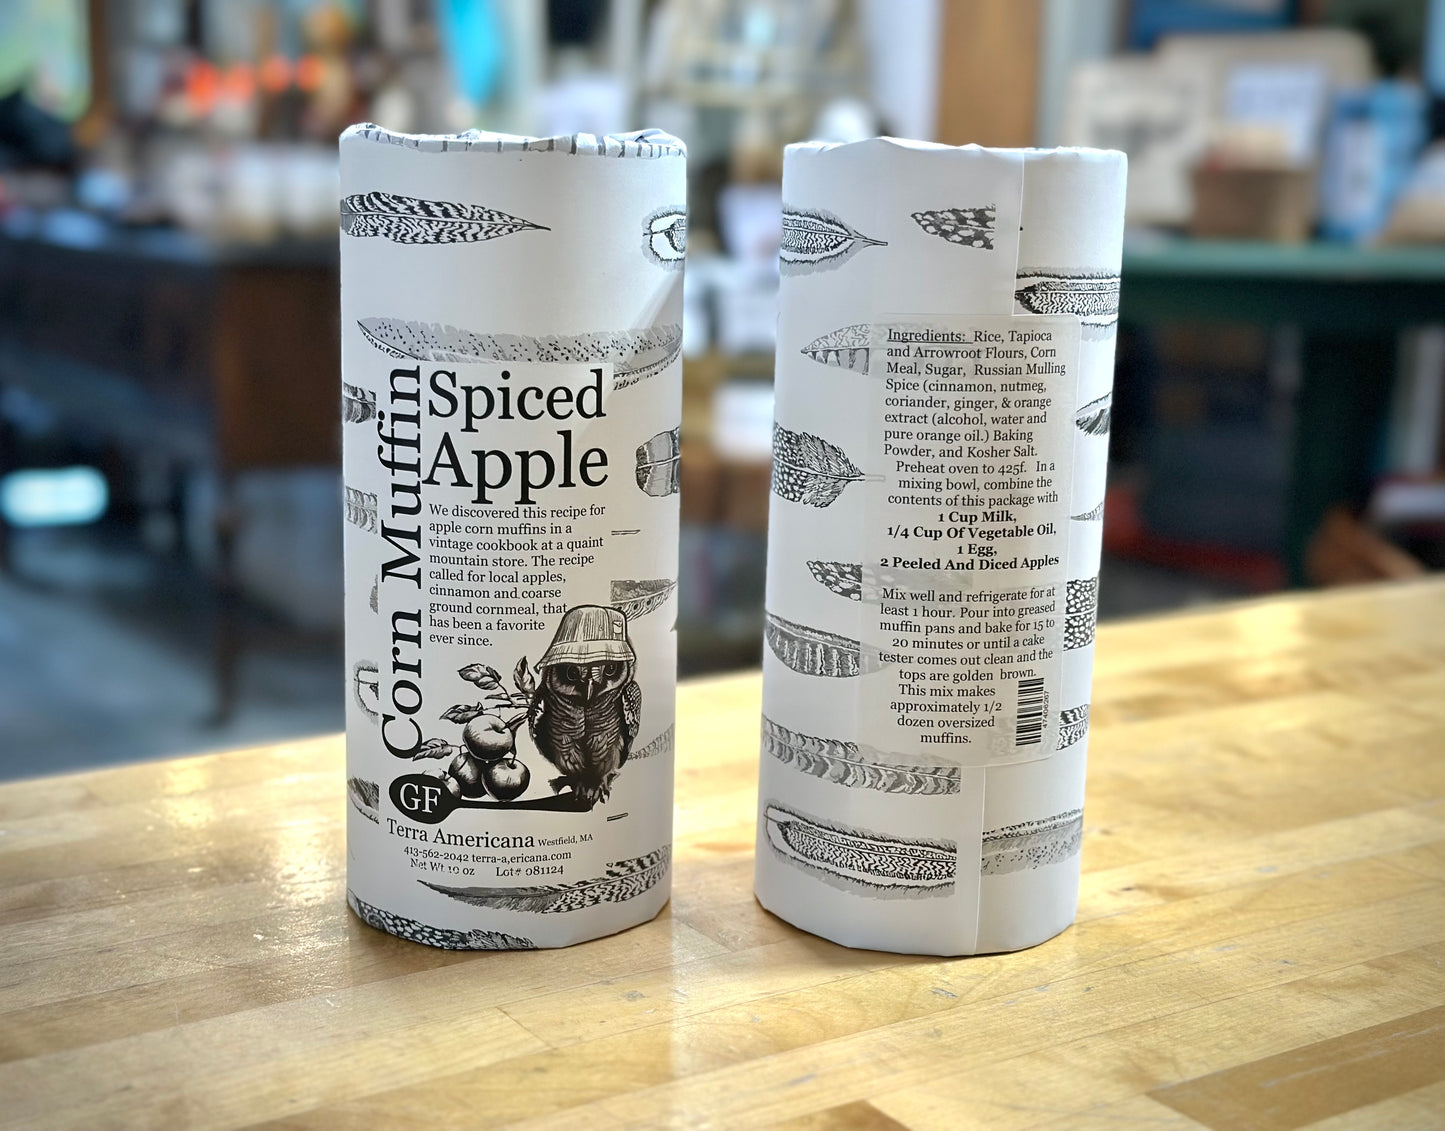 Corn Muffin
Spiced
Apple
We discovered this recipe for
apple corn muffins in a
vintage cookbook at a quaint
mountain store. The recipe
called for local apples,
cinnamon and coarse
ground cornmeal, that
has been a favorite
ever since.
GF
Terra Americana Westfield, MA
413-562-2042 terra-a,ericana.com
Net Wt 10 oz Lot# 081124
Ingredients: Rice, Tapioca
and Arrowroot Flours, Corn
Meal, Sugar, Russian Mulling
Spice (cinnamon, nutmeg,
coriander, ginger, & orange
extract (alcohol, water and
pure orange oil.) Baking
Powder, and Kosher Salt.
Preheat oven to 425f. In a
mixing bowl, combine the
contents of this package with
1 Cup Milk,
1/4 Cup Of Vegetable Oil,
1 Egg,
2 Peeled And Diced Apples
Mix well and refrigerate for at
least 1 hour. Pour into greased
muffin pans and bake for 15 to
20 minutes or until a cake
tester comes out clean and the
tops are golden brown.
This mix makes
approximately 1/2
dozen oversized
muffins.